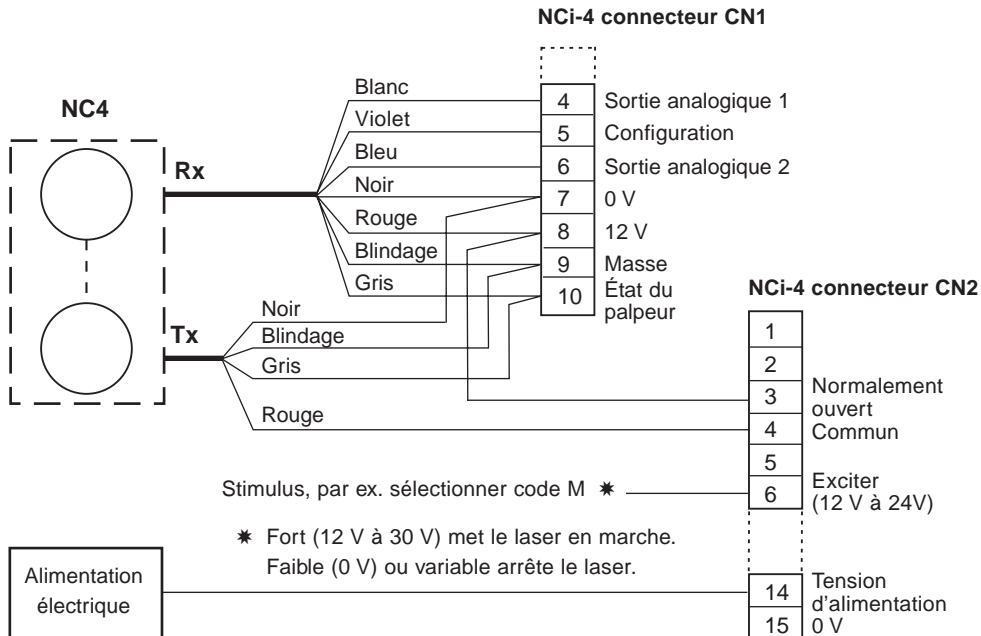 NCi-4 connecteur CN1
NC4
Rx
Tx
Blanc
Violet
Bleu
Noir
Rouge
Blindage
Gris
4 Sortie analogique 1
5 Configuration
6 Sortie analogique 2
7 0 V
8 12 V
9 Masse
10 État du
palpeur
Noir
Blindage
Gris
Rouge
NCi-4 connecteur CN2
1
2
3 Normalement
ouvert
4 Commun
5
6 Exciter
(12 V à 24V)
Stimulus, par ex. sélectionner code M ✷
✷ Fort (12 V à 30 V) met le laser en marche.
Faible (0 V) ou variable arrête le laser.
Alimentation
électrique
14 Tension
d'alimentation
15 0 V